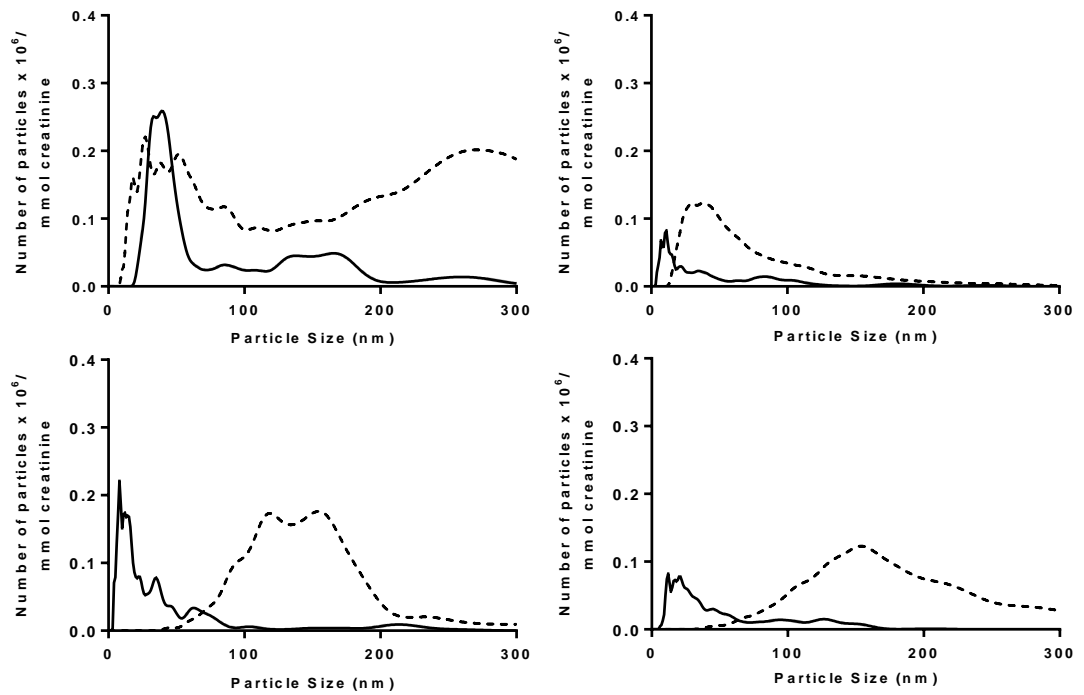 Number of particles x 10⁶/
mmol creatinine
0.4
0.3
0.2
0.1
0.0
0 100 200 300
Particle Size (nm)
Number of particles x 10⁶/
mmol creatinine
0.4
0.3
0.2
0.1
0.0
0 100 200 300
Particle Size (nm)
Number of particles x 10⁶/
mmol creatinine
0.4
0.3
0.2
0.1
0.0
0 100 200 300
Particle Size (nm)
Number of particles x 10⁶/
mmol creatinine
0.4
0.3
0.2
0.1
0.0
0 100 200 300
Particle Size (nm)